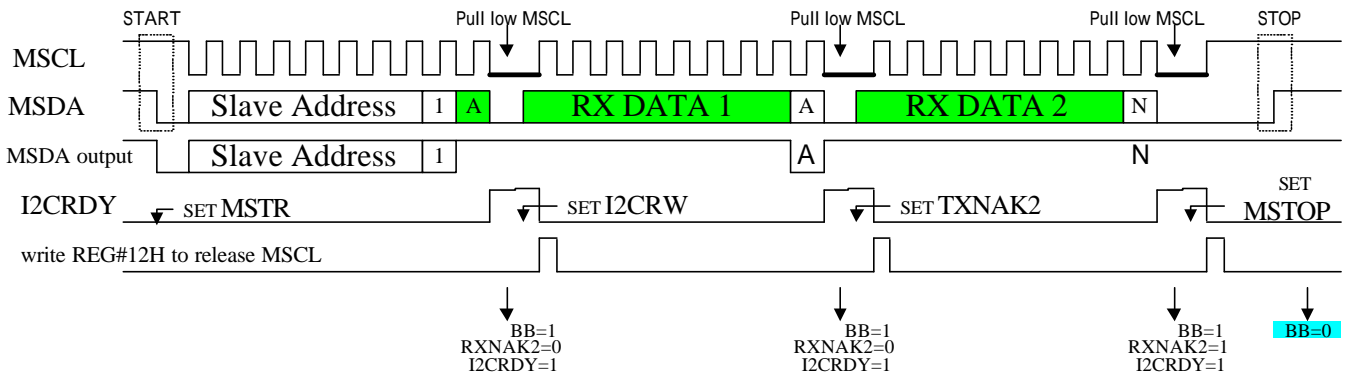 START Pull low MSCL Pull low MSCL Pull low MSCL STOP
MSCL
MSDA Slave Address 1 A RX DATA 1 A RX DATA 2 N
MSDA output Slave Address 1 A N
I2CRDY SET MSTR SET I2CRW SET TXNAK2 SET MSTOP
write REG#12H to release MSCL
BB=1 BB=1 BB=1 BB=0
RXNAK2=0 RXNAK2=0 RXNAK2=1
I2CRDY=1 I2CRDY=1 I2CRDY=1